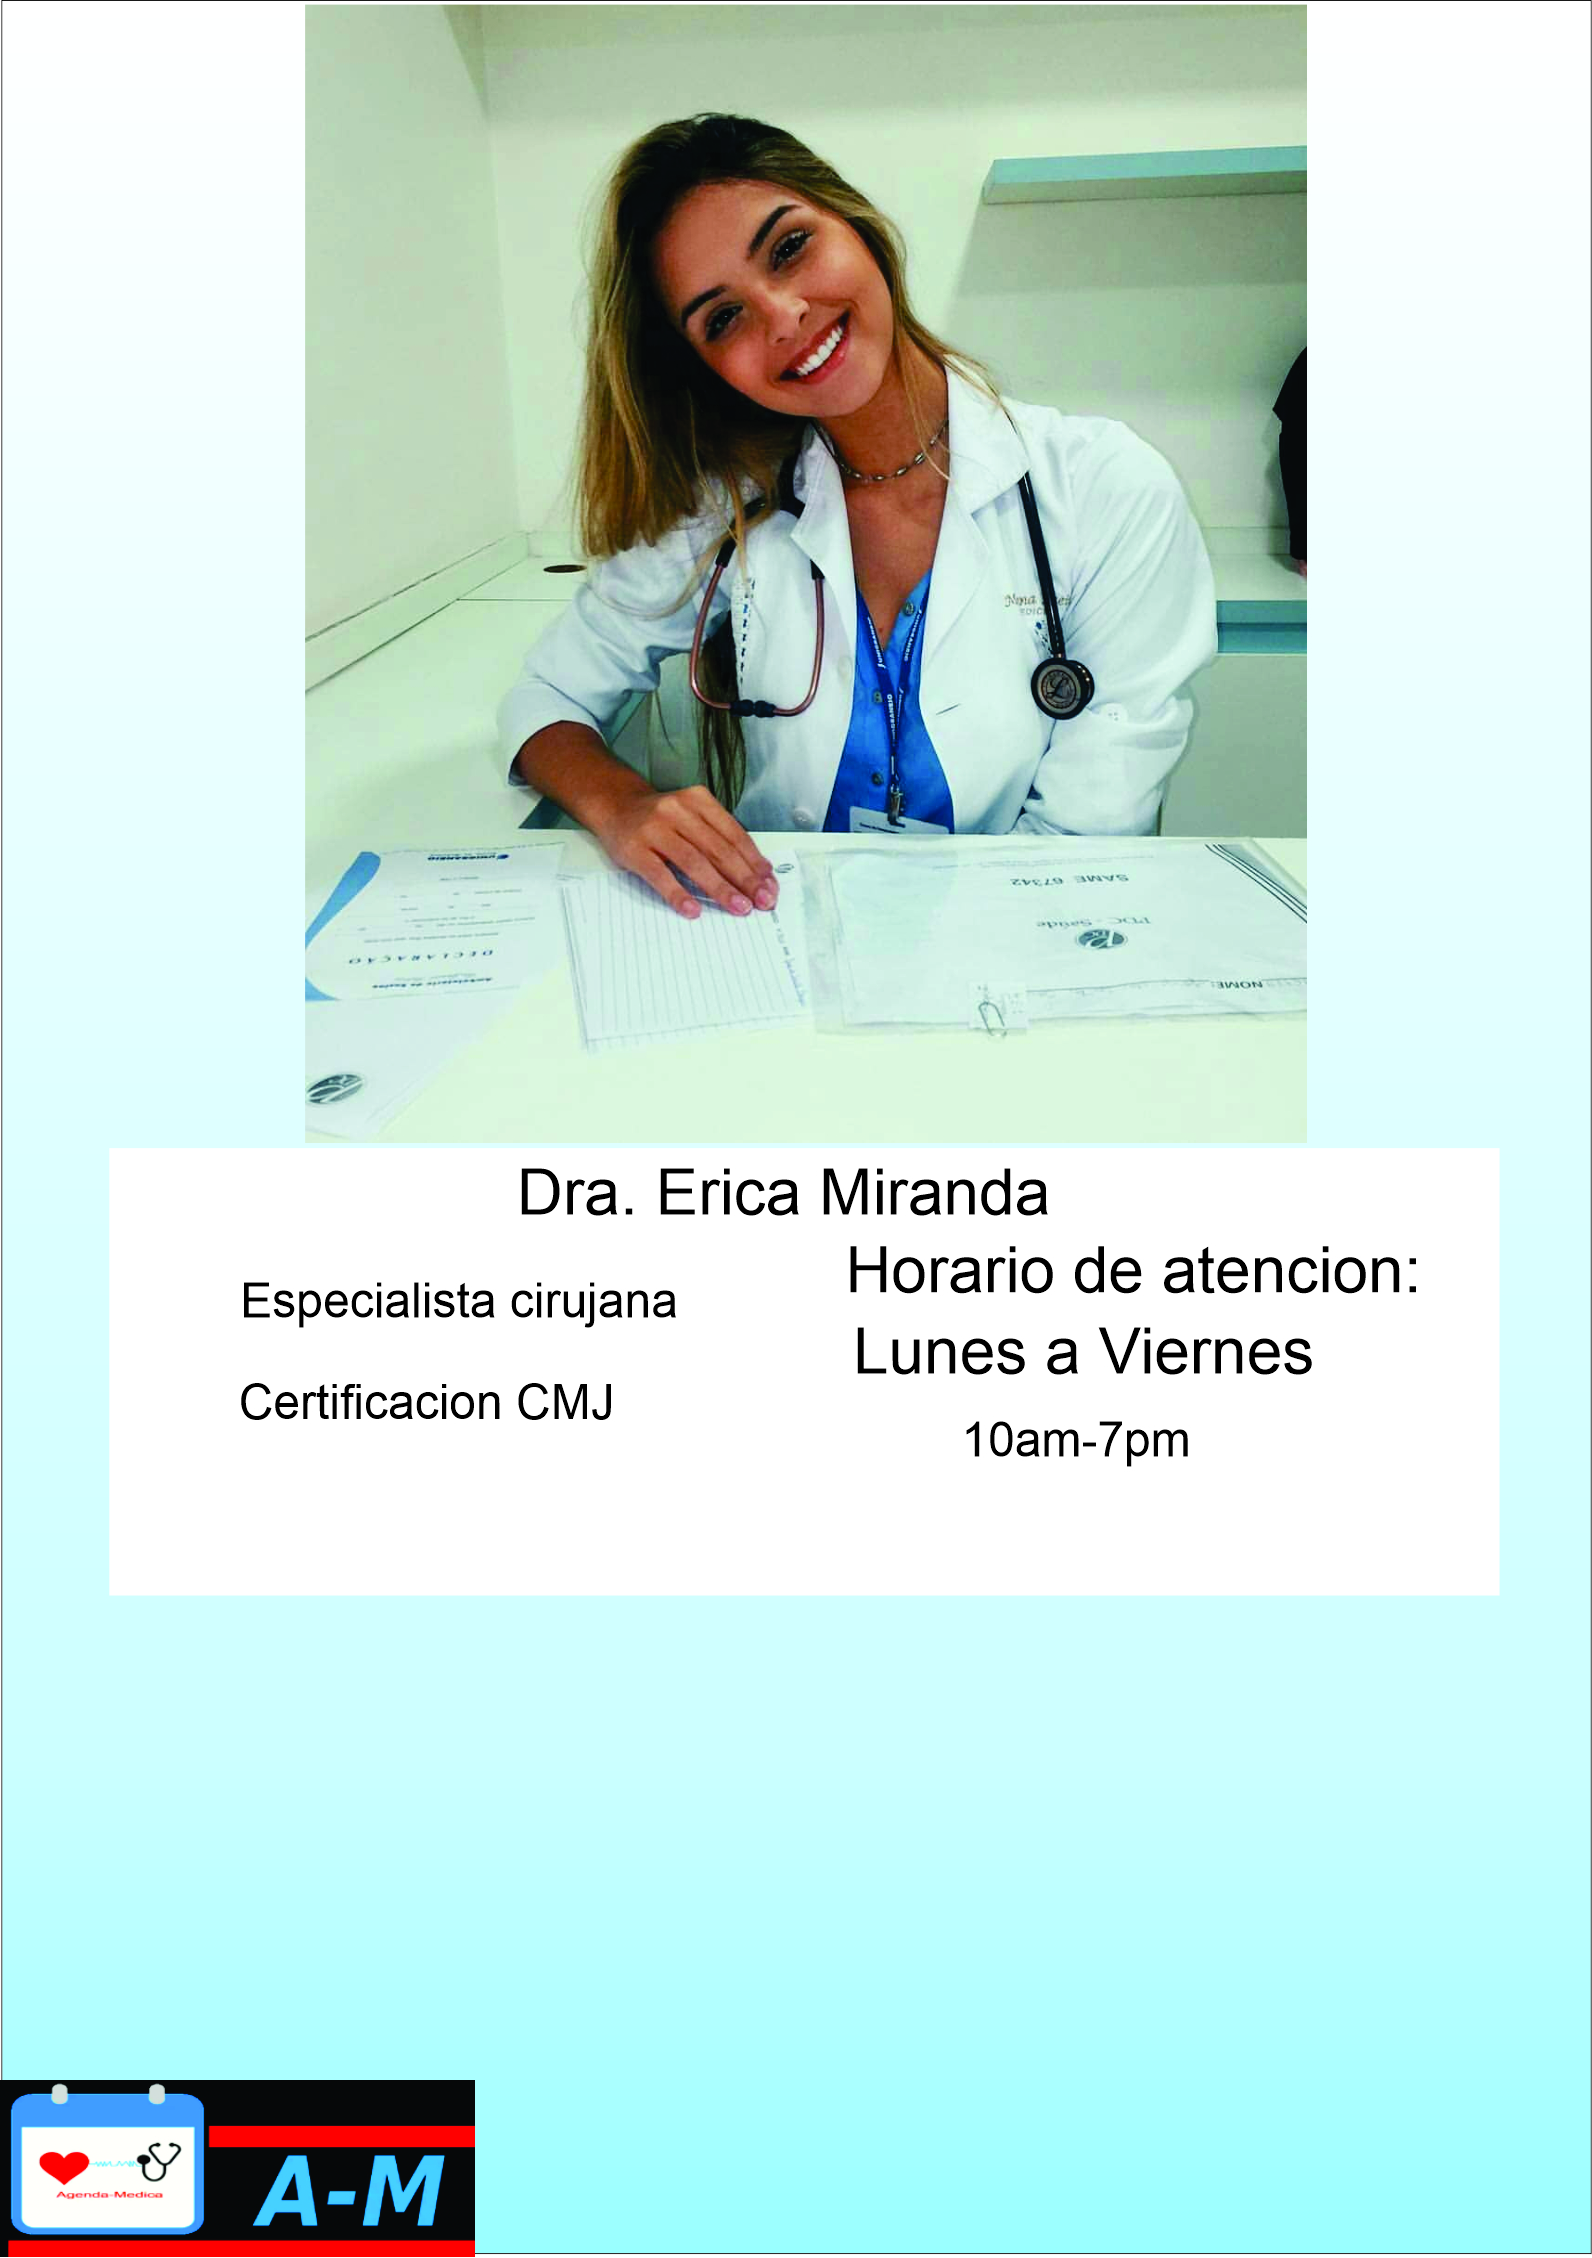 UNIGRANRIO
DECLARAÇÃO
SAME 67342
PDC - Saúde
NOME:
Dra. Erica Miranda
Especialista cirujana
Certificacion CMJ
Horario de atencion:
Lunes a Viernes
10am-7pm
Agenda-Medica
A-M